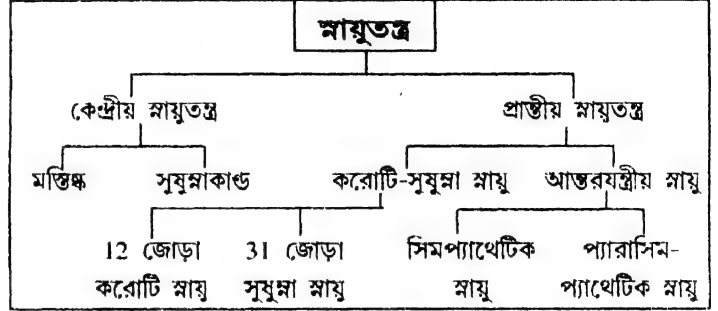 স্নায়ুতন্ত্র
কেন্দ্রীয় স্নায়ুতন্ত্র প্রান্তীয় স্নায়ুতন্ত্র
মস্তিষ্ক সুষুম্নাকাণ্ড করোটি-সুষুম্না স্নায়ু আন্তরযন্ত্রীয় স্নায়ু
12 জোড়া 31 জোড়া সিমপ্যাথেটিক প্যারাসিম-
করোটি স্নায়ু সুষুম্না স্নায়ু স্নায়ু প্যাথেটিক স্নায়ু